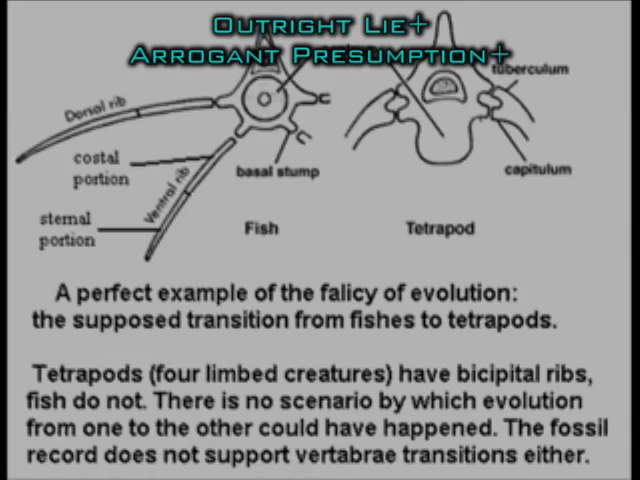 Outright Lie+
Arrogant Presumption+
tuberculum
Dorsal rib
costal
portion
Ventral rib
basal stump
capitulum
sternal
portion
Fish
Tetrapod
A perfect example of the falicy of evolution:
the supposed transition from fishes to tetrapods.
Tetrapods (four limbed creatures) have bicipital ribs,
fish do not. There is no scenario by which evolution
from one to the other could have happened. The fossil
record does not support vertabrae transitions either.